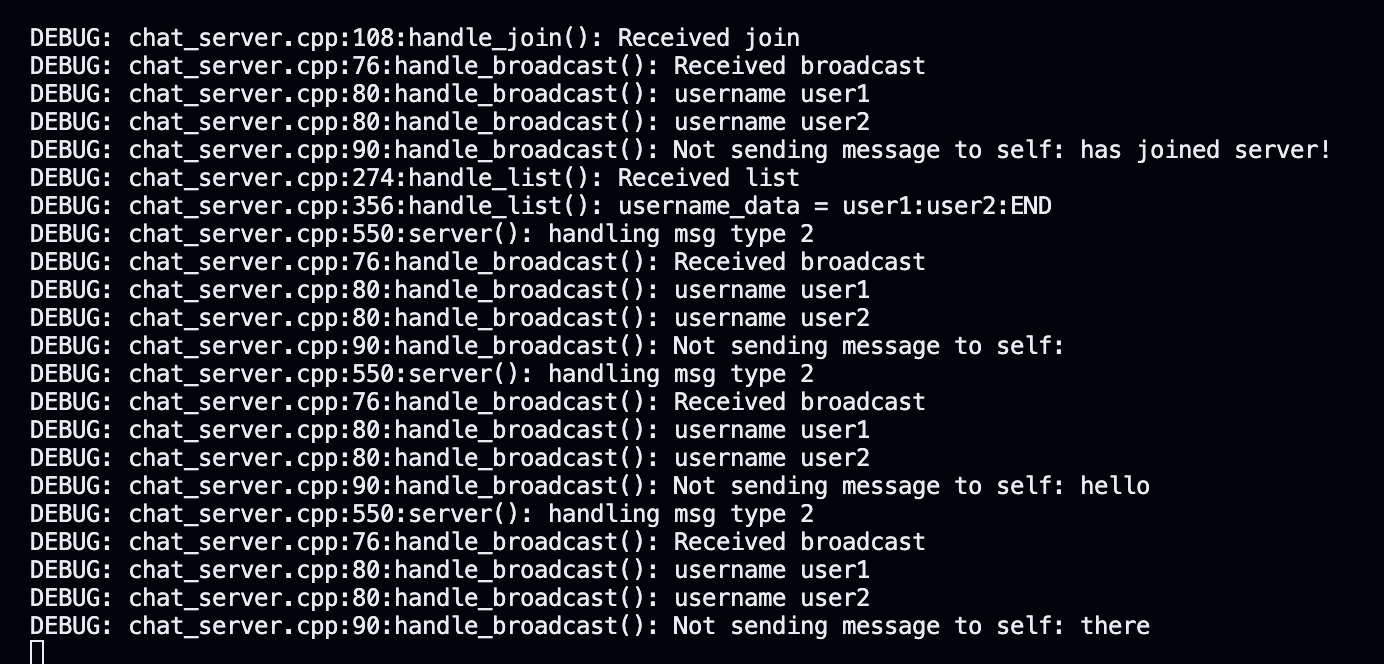 DEBUG: chat_server.cpp:108:handle_join(): Received join
DEBUG: chat_server.cpp:76:handle_broadcast(): Received broadcast
DEBUG: chat_server.cpp:80:handle_broadcast(): username user1
DEBUG: chat_server.cpp:80:handle_broadcast(): username user2
DEBUG: chat_server.cpp:90:handle_broadcast(): Not sending message to self: has joined server!
DEBUG: chat_server.cpp:274:handle_list(): Received list
DEBUG: chat_server.cpp:356:handle_list(): username_data = user1:user2:END
DEBUG: chat_server.cpp:550:server(): handling msg type 2
DEBUG: chat_server.cpp:76:handle_broadcast(): Received broadcast
DEBUG: chat_server.cpp:80:handle_broadcast(): username user1
DEBUG: chat_server.cpp:80:handle_broadcast(): username user2
DEBUG: chat_server.cpp:90:handle_broadcast(): Not sending message to self:
DEBUG: chat_server.cpp:550:server(): handling msg type 2
DEBUG: chat_server.cpp:76:handle_broadcast(): Received broadcast
DEBUG: chat_server.cpp:80:handle_broadcast(): username user1
DEBUG: chat_server.cpp:80:handle_broadcast(): username user2
DEBUG: chat_server.cpp:90:handle_broadcast(): Not sending message to self: hello
DEBUG: chat_server.cpp:550:server(): handling msg type 2
DEBUG: chat_server.cpp:76:handle_broadcast(): Received broadcast
DEBUG: chat_server.cpp:80:handle_broadcast(): username user1
DEBUG: chat_server.cpp:80:handle_broadcast(): username user2
DEBUG: chat_server.cpp:90:handle_broadcast(): Not sending message to self: there